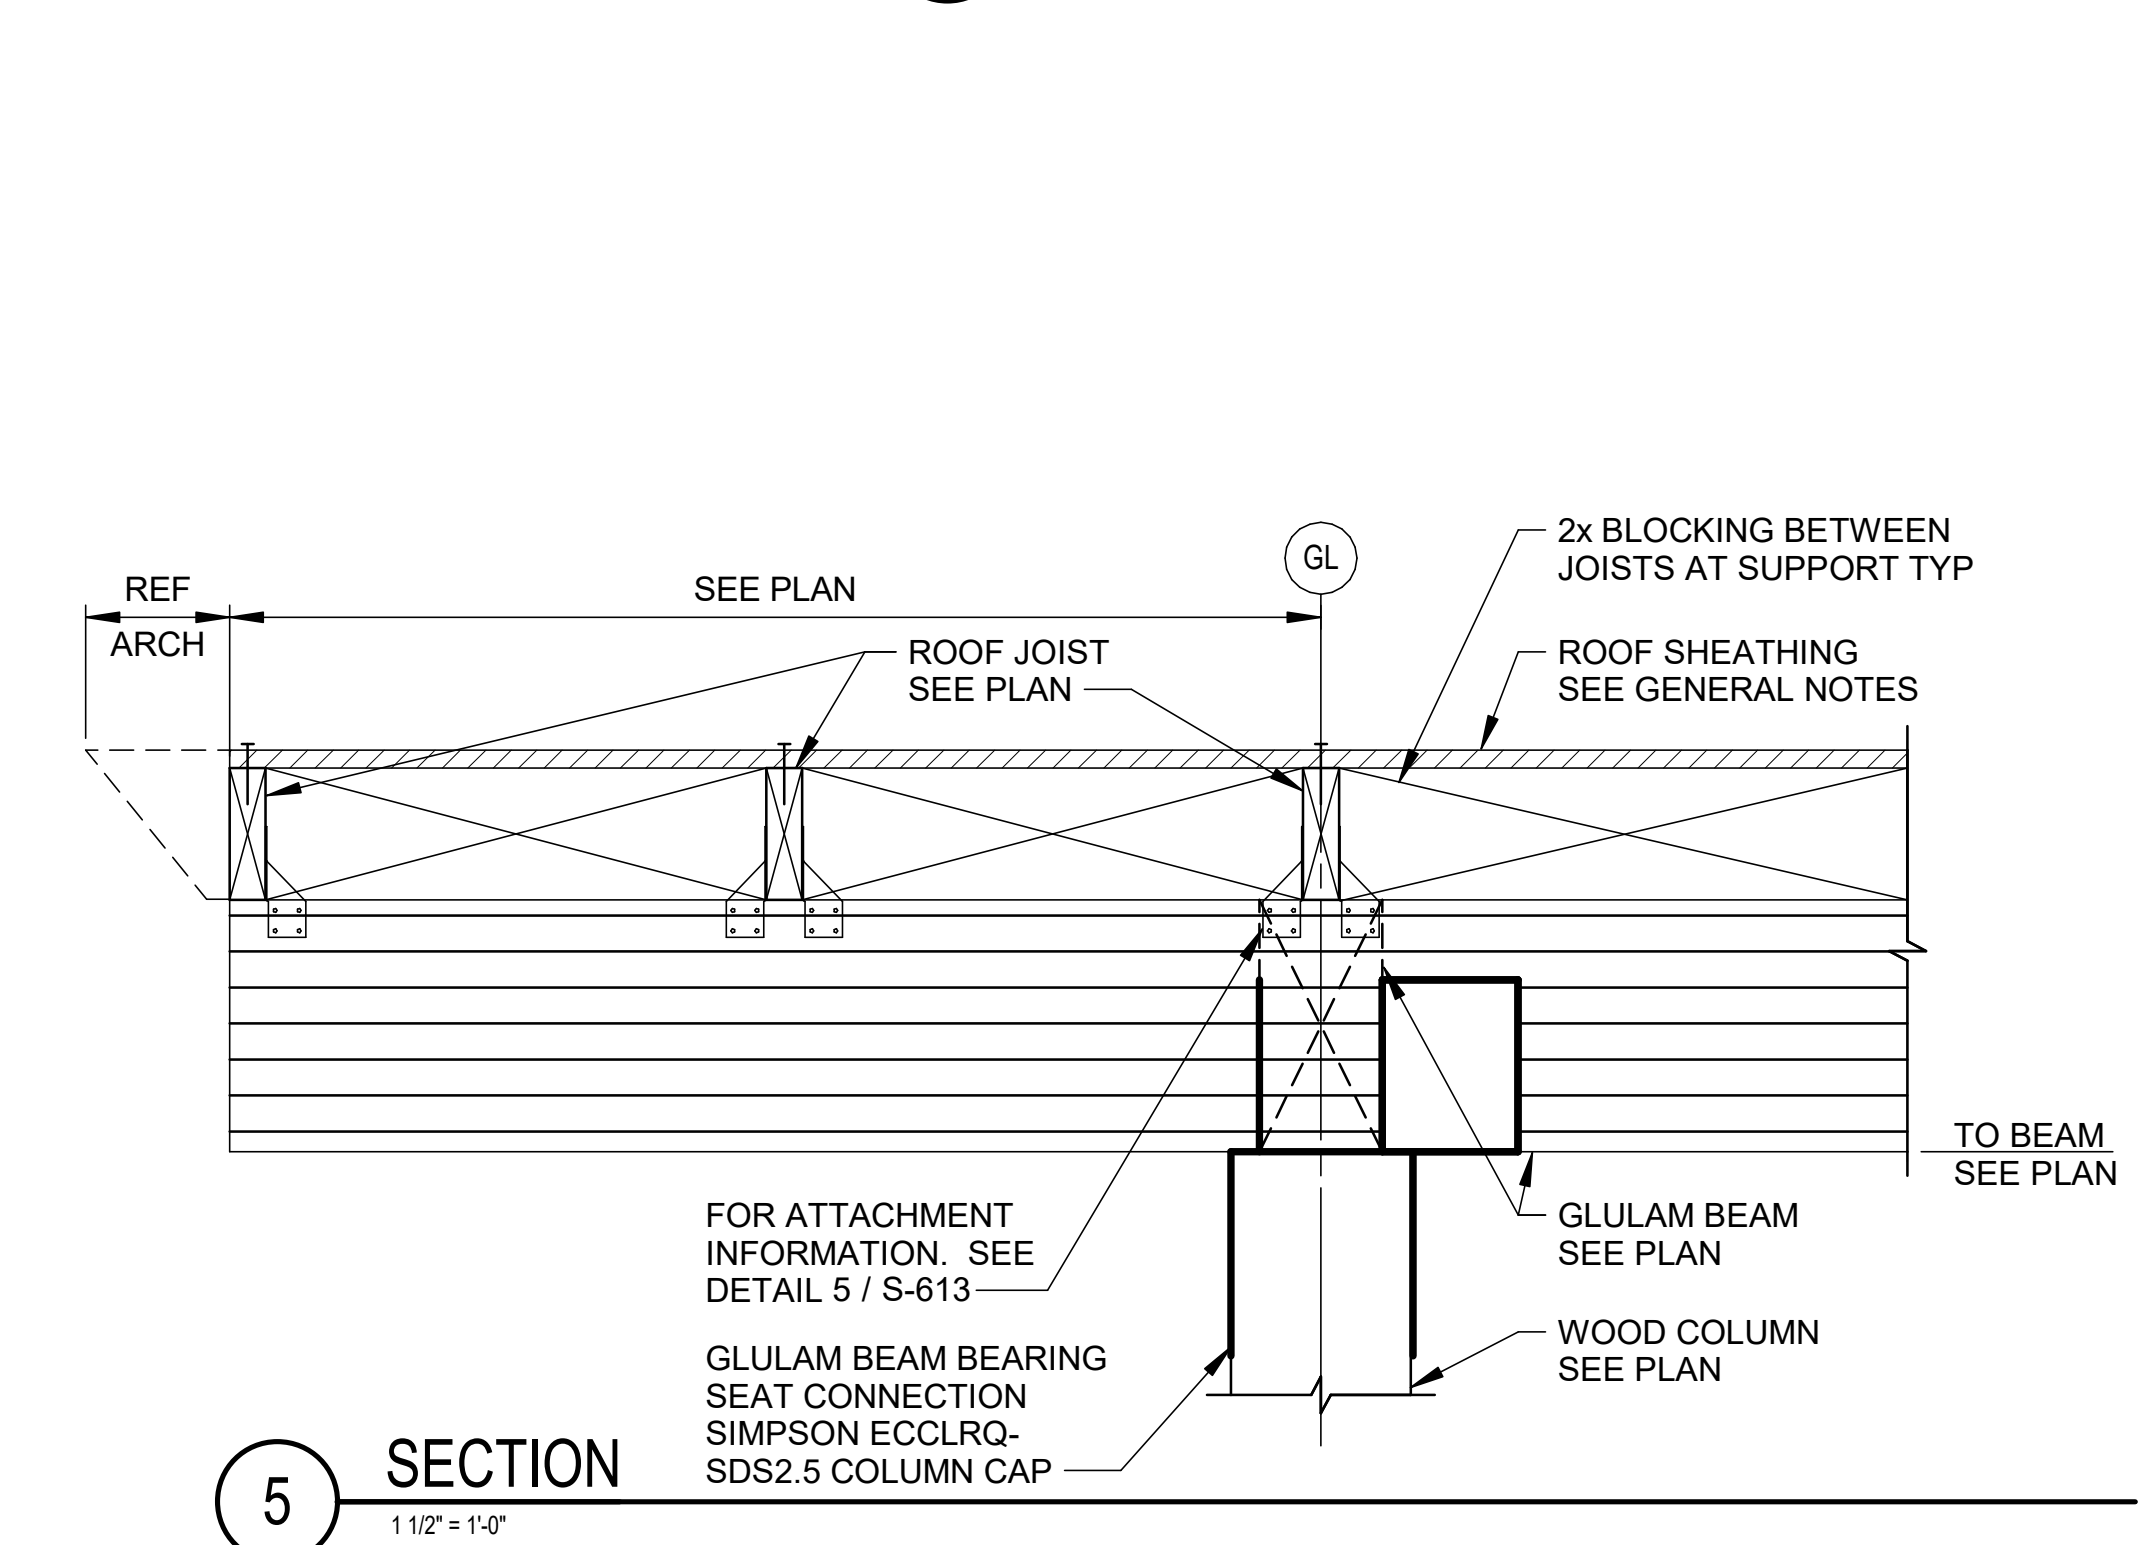 GL
2x BLOCKING BETWEEN
JOISTS AT SUPPORT TYP
REF
ARCH
SEE PLAN
ROOF JOIST
SEE PLAN
ROOF SHEATHING
SEE GENERAL NOTES
TO BEAM
SEE PLAN
FOR ATTACHMENT
INFORMATION. SEE
DETAIL 5 / S-613
GLULAM BEAM
SEE PLAN
WOOD COLUMN
SEE PLAN
GLULAM BEAM BEARING
SEAT CONNECTION
SIMPSON ECCLRQ-
SDS2.5 COLUMN CAP
5
SECTION
1 1/2" = 1'-0"